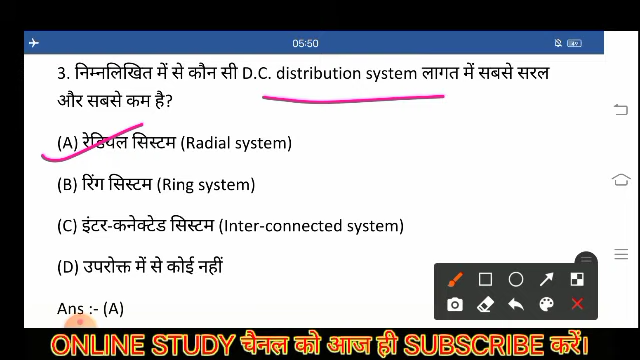 05:50
3. निम्नलिखित में से कौन सी D.C. distribution system लागत में सबसे सरल
और सबसे कम है?
(A) रेडियल सिस्टम (Radial system)
(B) रिंग सिस्टम (Ring system)
(C) इंटर-कनेक्टेड सिस्टम (Inter-connected system)
(D) उपरोक्त में से कोई नहीं
Ans :- (A)
ONLINE STUDY चैनल को आज ही SUBSCRIBE करें।